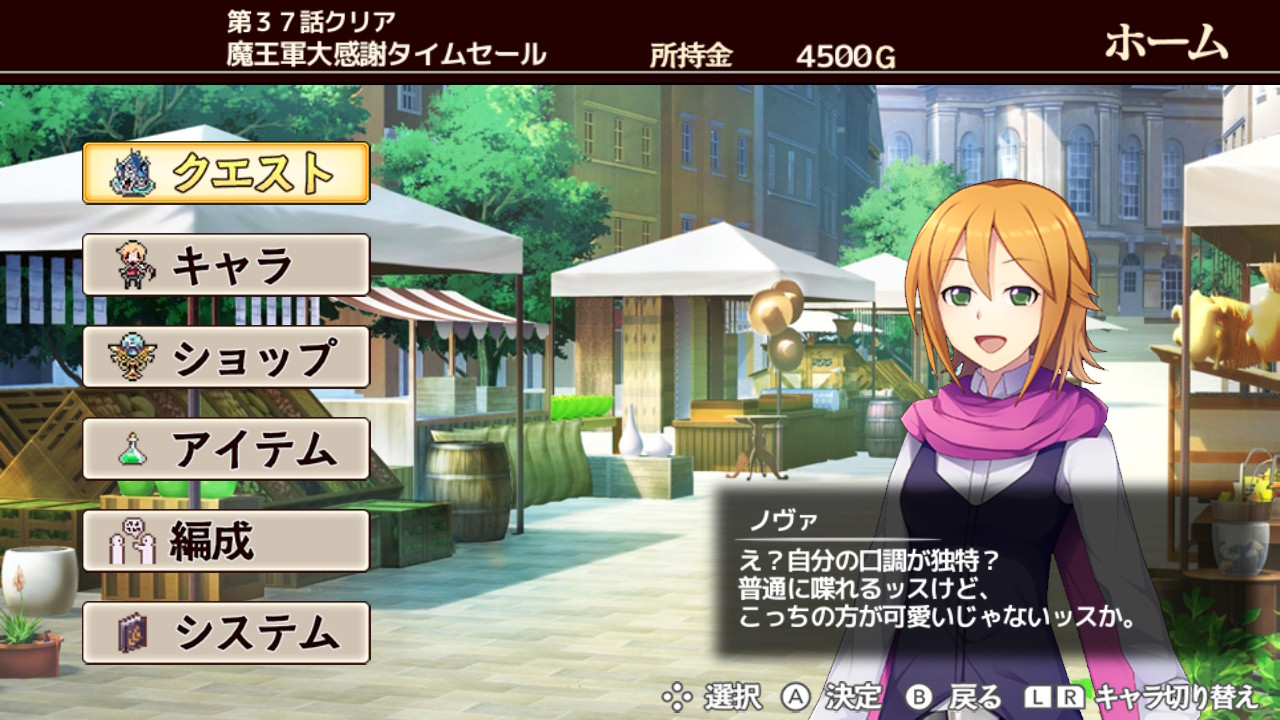 第３７話クリア
魔王軍大感謝タイムセール
所持金 4500G
ホーム
クエスト
キャラ
ショップ
アイテム
編成
システム
ノヴァ
え？自分の口調が独特？
普通に喋れるッスけど、
こっちの方が可愛いじゃないッスか。
選択 A 決定 B 戻る L R キャラ切り替え